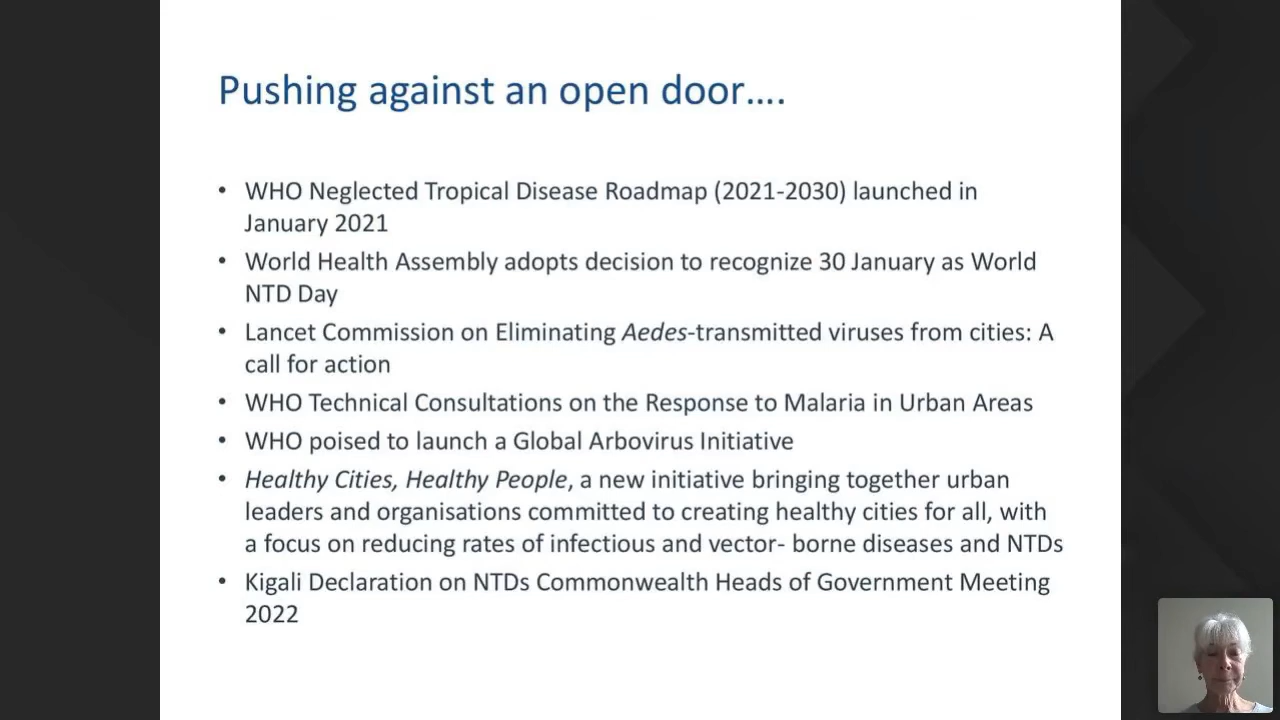 Pushing against an open door....
• WHO Neglected Tropical Disease Roadmap (2021-2030) launched in
January 2021
• World Health Assembly adopts decision to recognize 30 January as World
NTD Day
• Lancet Commission on Eliminating Aedes-transmitted viruses from cities: A
call for action
• WHO Technical Consultations on the Response to Malaria in Urban Areas
• WHO poised to launch a Global Arbovirus Initiative
• Healthy Cities, Healthy People, a new initiative bringing together urban
leaders and organisations committed to creating healthy cities for all, with
a focus on reducing rates of infectious and vector- borne diseases and NTDs
• Kigali Declaration on NTDs Commonwealth Heads of Government Meeting
2022